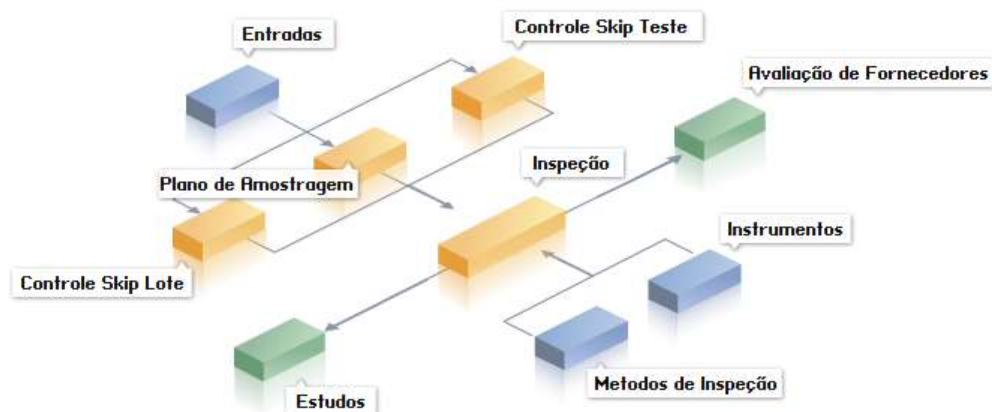 Controle Skip Teste
Entradas
Avaliação de Fornecedores
Inspeção
Plano de Amostragem
Instrumentos
Controle Skip Lote
Metodos de Inspeção
Estudos